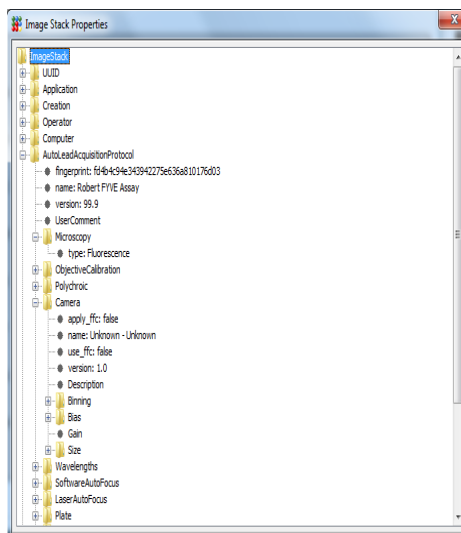 Image Stack Properties
ImageStack
UUID
Application
Creation
Operator
Computer
AutoLeadAcquisitionProtocol
fingerprint: fd4b4c94e343942275e636a810176d03
name: Robert FYVE Assay
version: 99.9
UserComment
Microscopy
type: Fluorescence
ObjectiveCalibration
Polychroic
Camera
apply_ffc: false
name: Unknown - Unknown
use_ffc: false
version: 1.0
Description
Binning
Bias
Gain
Size
Wavelengths
SoftwareAutoFocus
LaserAutoFocus
Plate